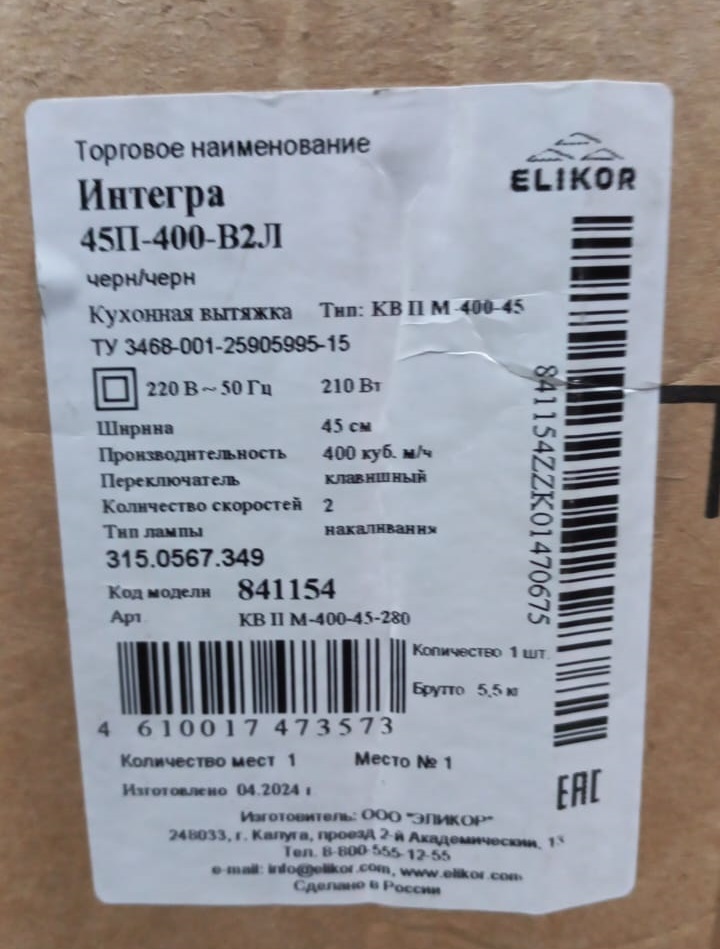 Торговое наименование
ELIKOR
Интегра
45П-400-В2Л
черн/черн
Кухонная вытяжка Тип: КВ II М-400-45
ТУ 3468-001-25905995-15
220 В ~ 50 Гц 210 Вт
Ширина 45 см
Производительность 400 куб. м/ч
Переключатель клавишный
Количество скоростей 2
Тип лампы накаливания
315.0567.349
Код модели 841154
Арт. КВ II М-400-45-280
Количество 1 шт.
Брутто 5,5 кг
4 610017 473573
Количество мест 1 Место № 1
Изготовлено 04.2024 г
Изготовитель: ООО "ЭЛИКОР"
248033, г. Калуга, проезд 2-й Академический, 13
Тел. 8-800-555-12-55
e-mail: info@elikor.com, www.elikor.com
Сделано в России
841154ZZK01470675
EAC